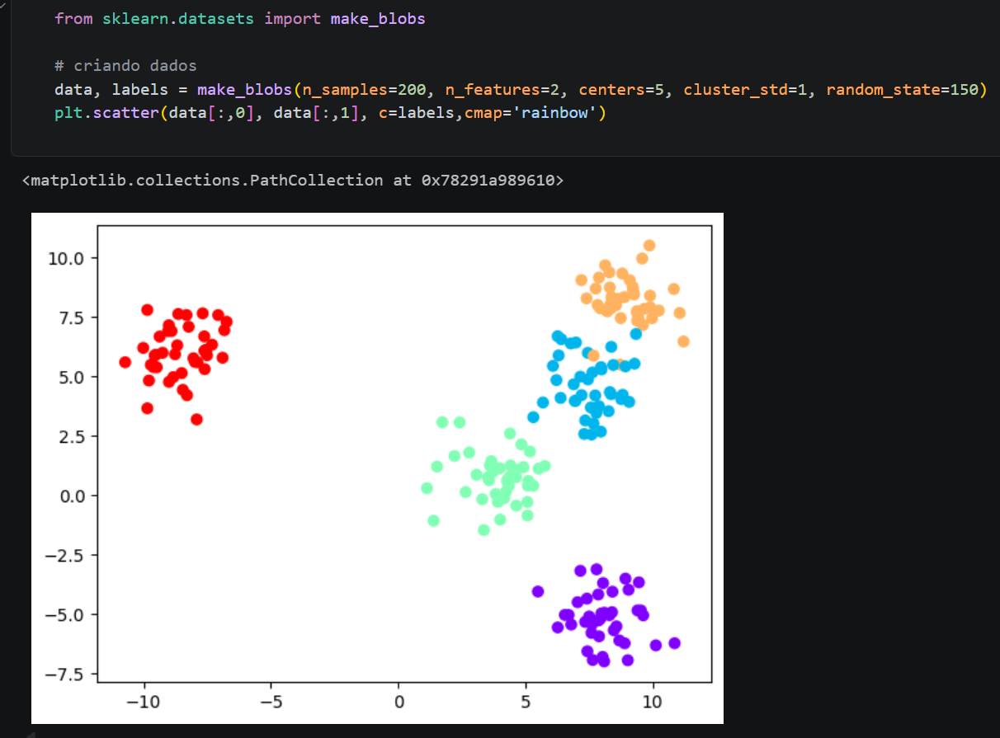 from sklearn.datasets import make_blobs
# criando dados
data, labels = make_blobs(n_samples=200, n_features=2, centers=5, cluster_std=1, random_state=150)
plt.scatter(data[:,0], data[:,1], c=labels,cmap='rainbow')
<matplotlib.collections.PathCollection at 0x78291a989610>
10.0
7.5
5.0
2.5
0.0
−2.5
−5.0
−7.5
−10 −5 0 5 10